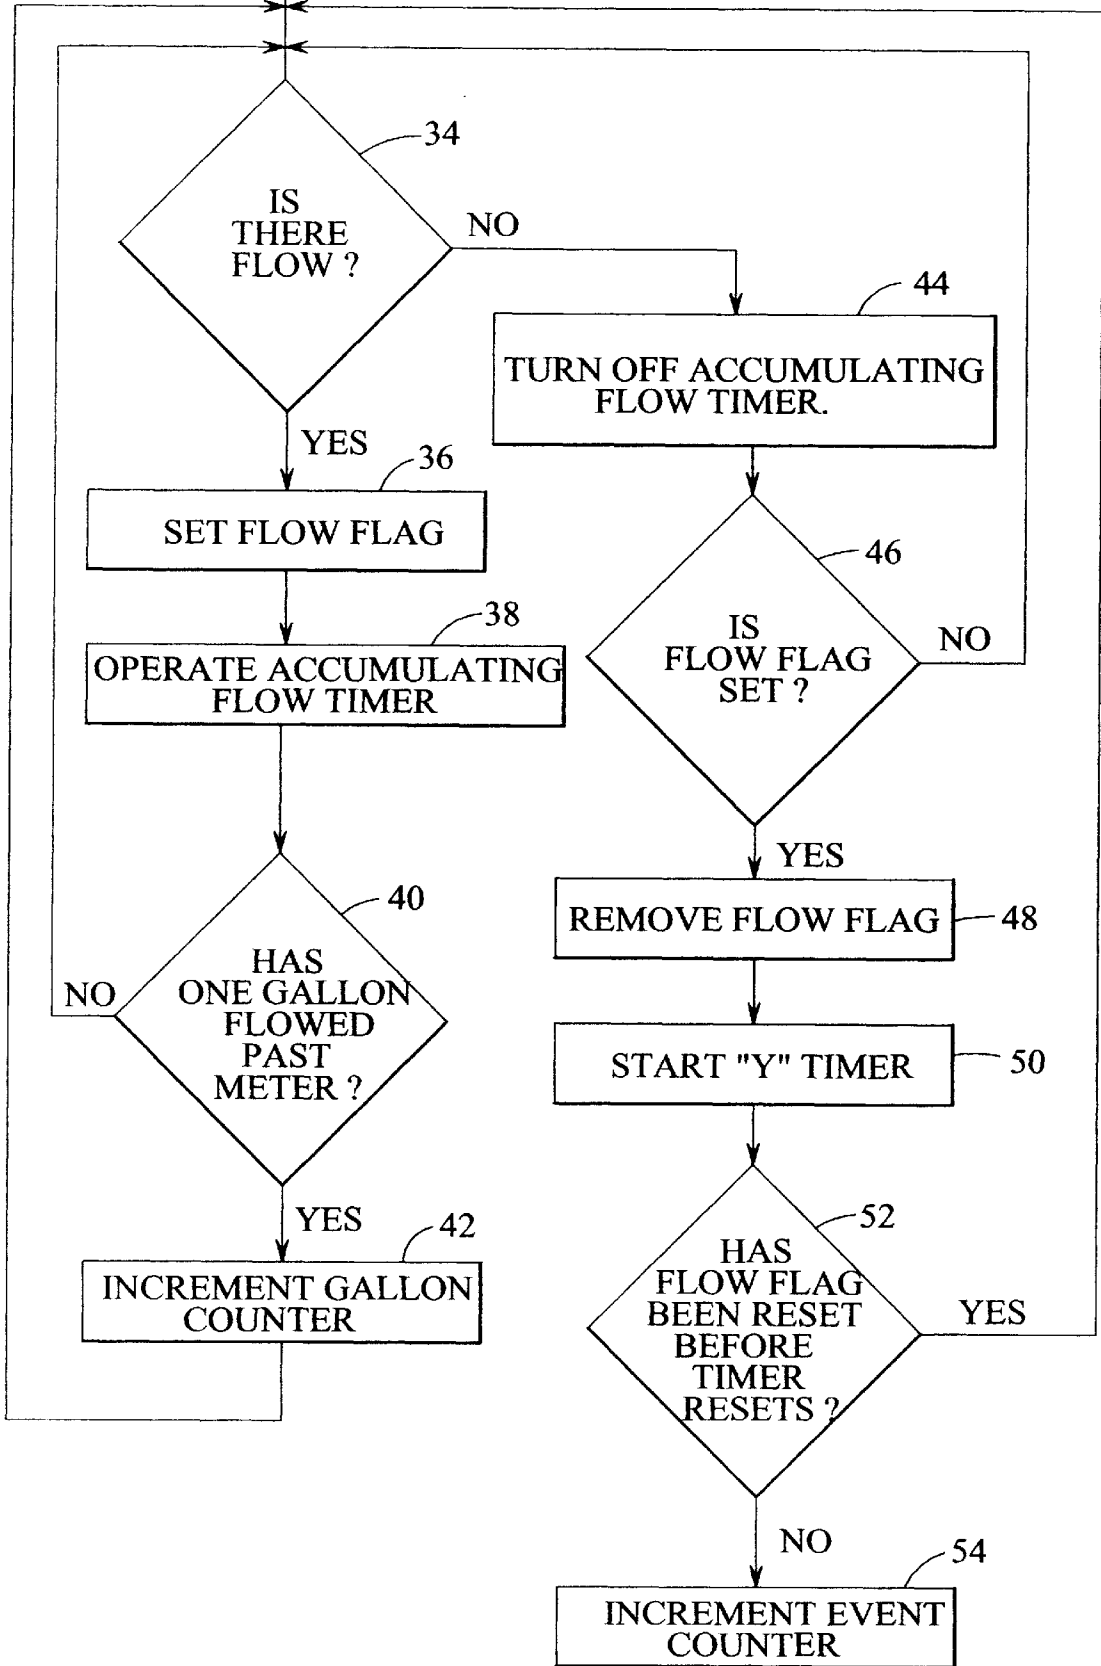 34
IS
THERE
FLOW ?
NO
44
TURN OFF ACCUMULATING
FLOW TIMER.
YES
36
SET FLOW FLAG
46
IS
FLOW FLAG
SET ?
NO
38
OPERATE ACCUMULATING
FLOW TIMER
YES
40
REMOVE FLOW FLAG
48
HAS
ONE GALLON
FLOWED
PAST
METER ?
NO
START "Y" TIMER
50
YES
42
INCREMENT GALLON
COUNTER
52
HAS
FLOW FLAG
BEEN RESET
BEFORE
TIMER
RESETS ?
YES
NO
54
INCREMENT EVENT
COUNTER